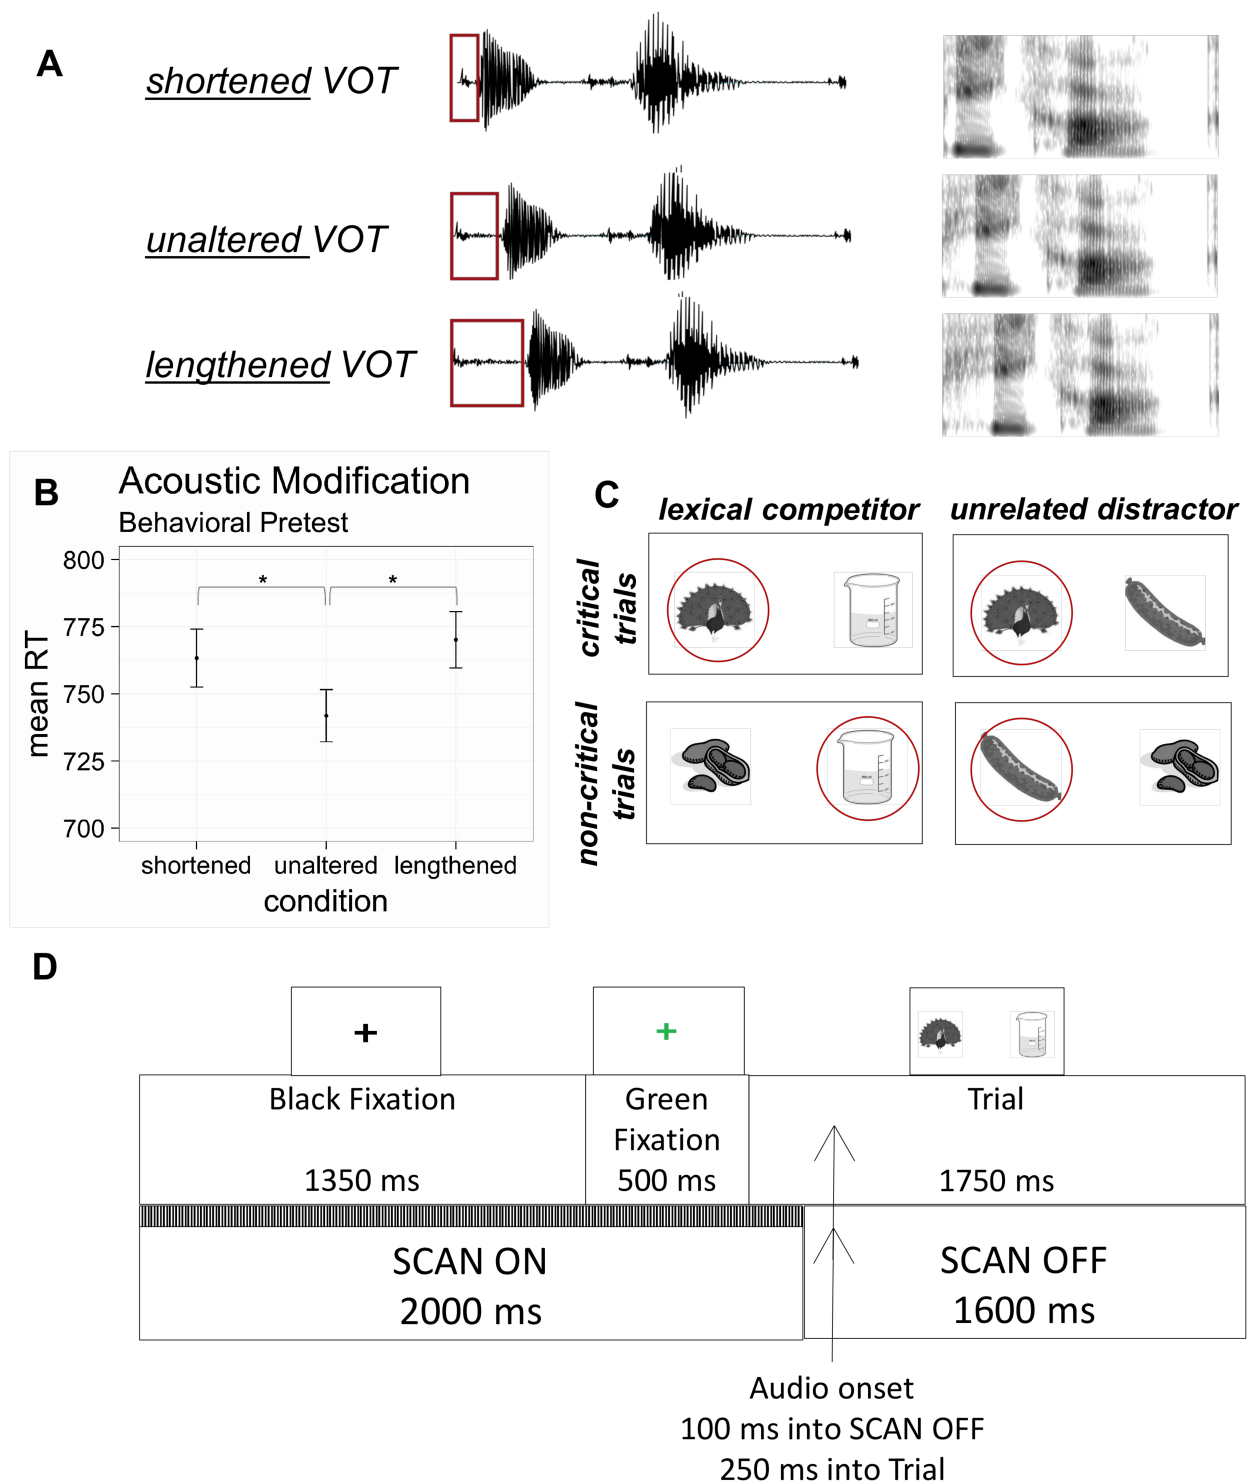 A
shortened VOT
unaltered VOT
lengthened VOT
B
Acoustic Modification
Behavioral Pretest
mean RT
800
775
750
725
700
*
*
shortened
unaltered
lengthened
condition
C
lexical competitor
unrelated distractor
critical
trials
non-critical
trials
D
+
+
Black Fixation
1350 ms
Green
Fixation
500 ms
Trial
1750 ms
SCAN ON
2000 ms
SCAN OFF
1600 ms
Audio onset
100 ms into SCAN OFF
250 ms into Trial